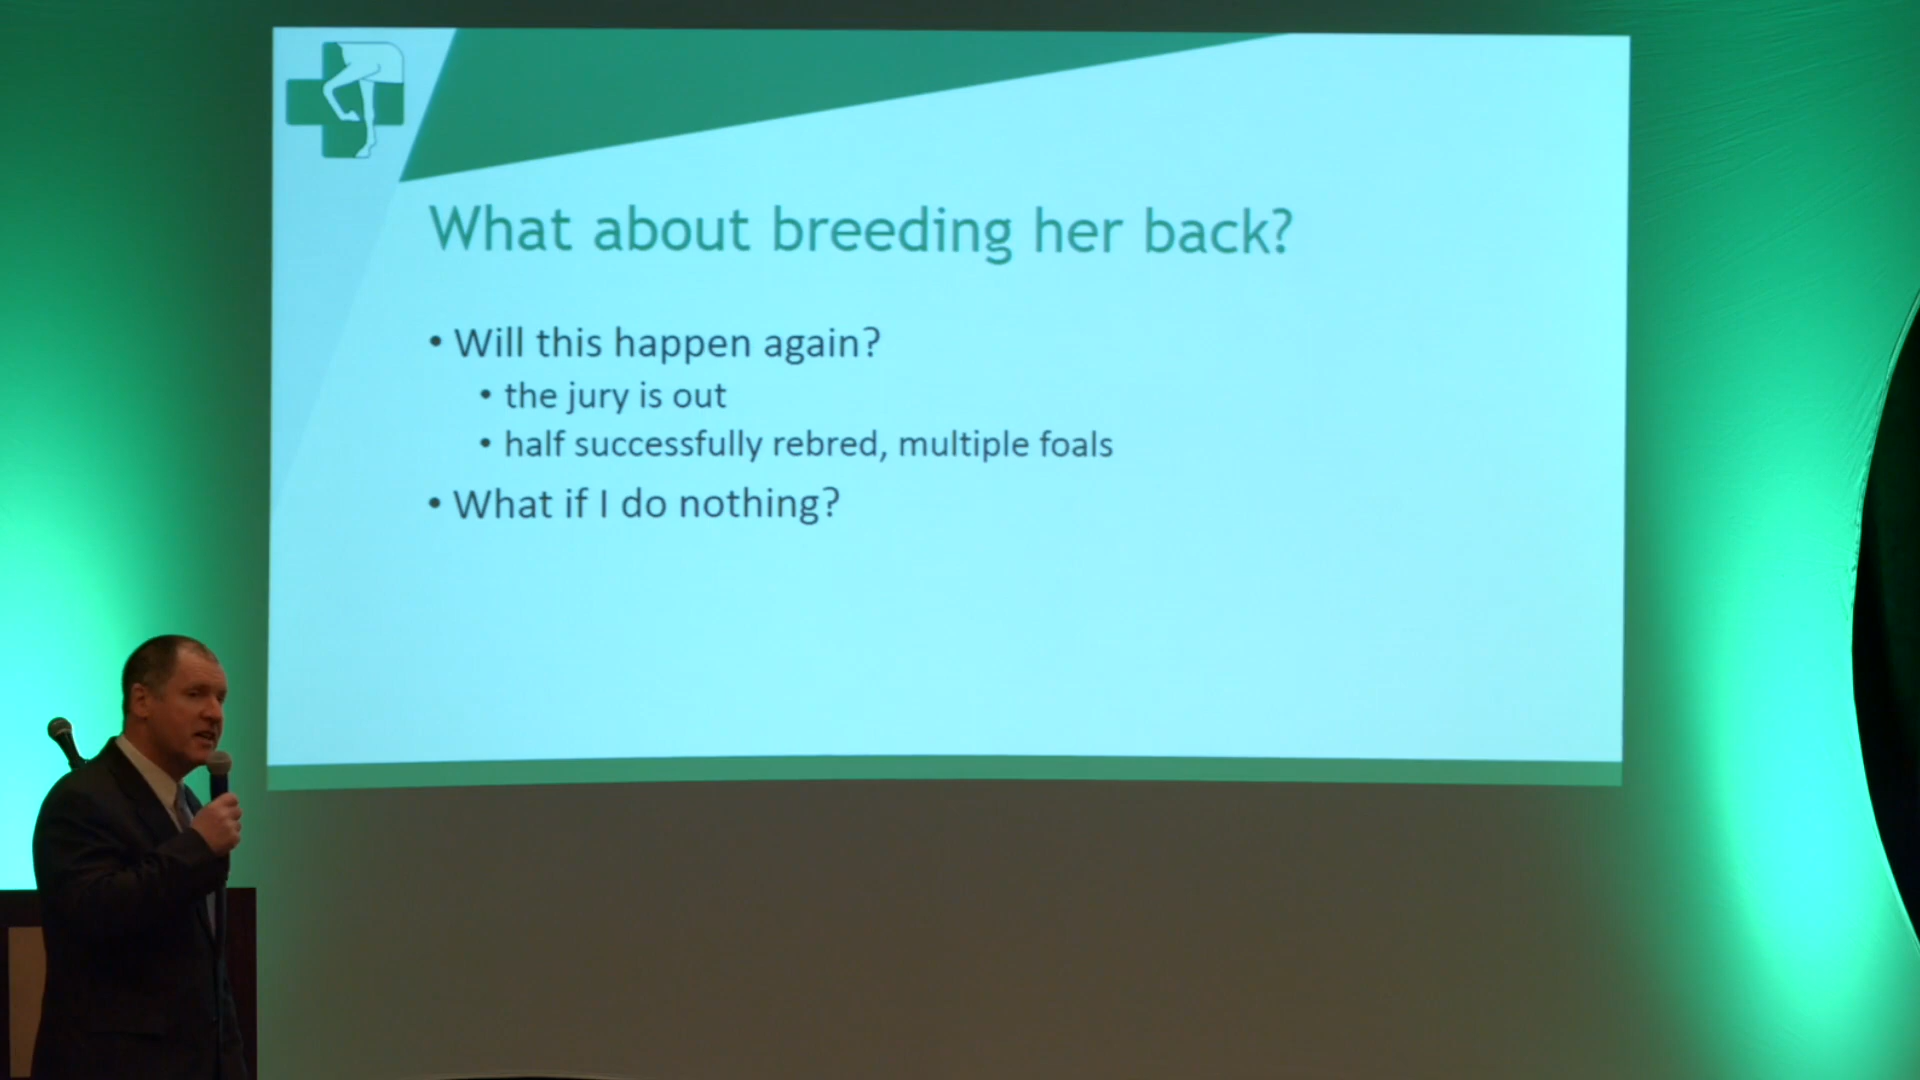 What about breeding her back?
• Will this happen again?
• the jury is out
• half successfully rebred, multiple foals
• What if I do nothing?